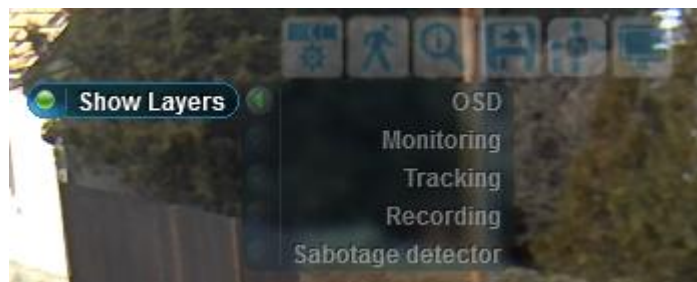 Show Layers
OSD
Monitoring
Tracking
Recording
Sabotage detector